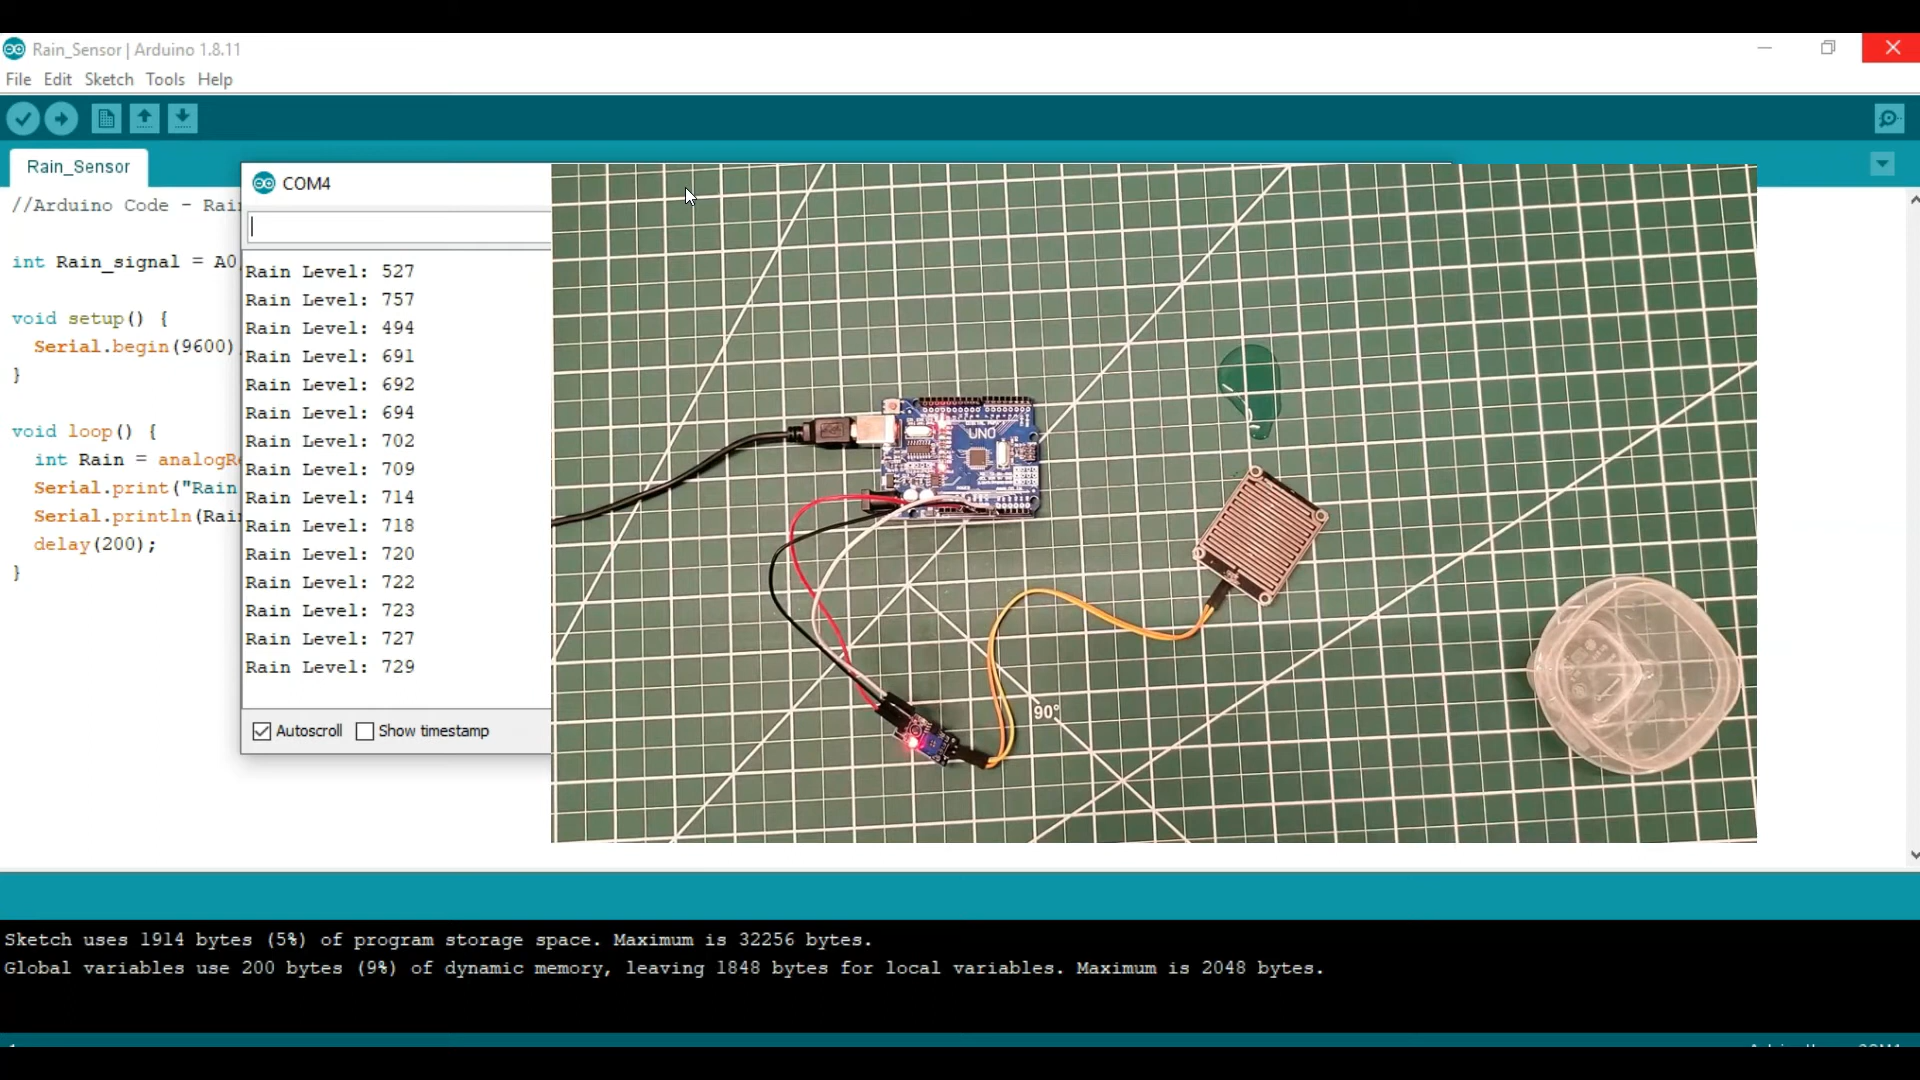 Rain_Sensor | Arduino 1.8.11
File Edit Sketch Tools Help
Rain_Sensor
//Arduino Code - Rai
int Rain_signal = A0
void setup() {
Serial.begin(9600)
}
void loop() {
int Rain = analogRe
Serial.print("Rain
Serial.println(Rai
delay(200);
}
COM4
Rain Level: 527
Rain Level: 757
Rain Level: 494
Rain Level: 691
Rain Level: 692
Rain Level: 694
Rain Level: 702
Rain Level: 709
Rain Level: 714
Rain Level: 718
Rain Level: 720
Rain Level: 722
Rain Level: 723
Rain Level: 727
Rain Level: 729
Autoscroll Show timestamp
UNO
90°
Sketch uses 1914 bytes (5%) of program storage space. Maximum is 32256 bytes.
Global variables use 200 bytes (9%) of dynamic memory, leaving 1848 bytes for local variables. Maximum is 2048 bytes.